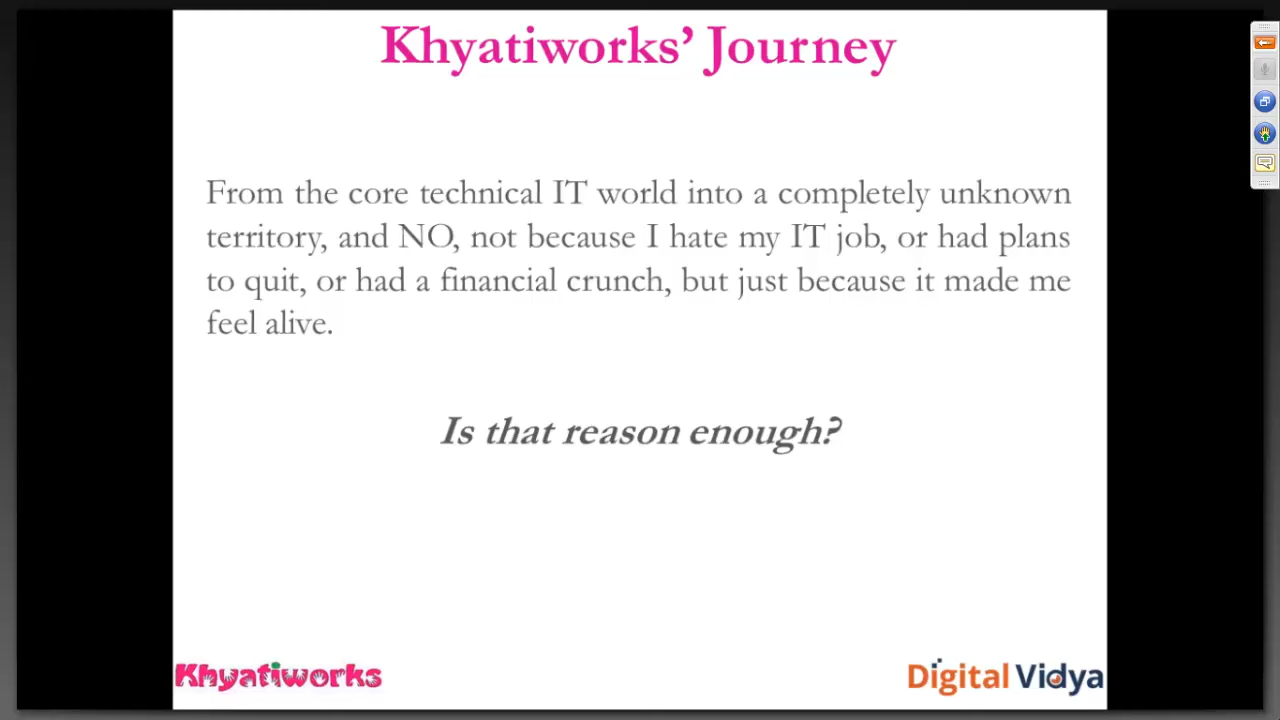 Khyatiworks’ Journey
From the core technical IT world into a completely unknown
territory, and NO, not because I hate my IT job, or had plans
to quit, or had a financial crunch, but just because it made me
feel alive.
Is that reason enough?
Khyatiworks
Digital Vidya